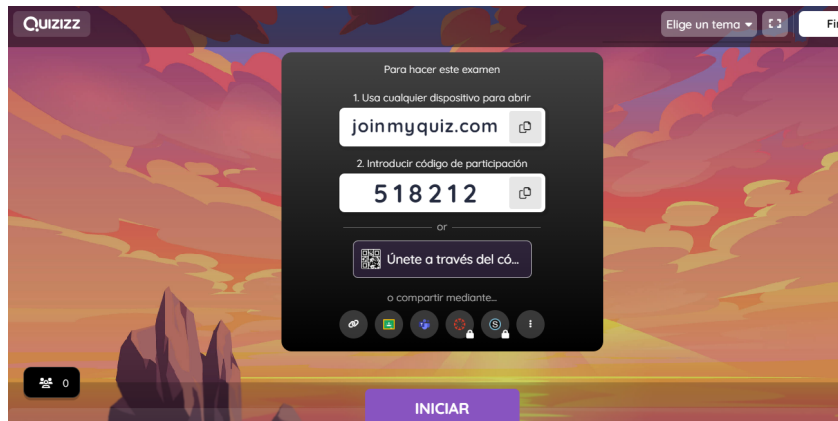 QUIZIZZ
Elige un tema
Para hacer este examen
1. Usa cualquier dispositivo para abrir
joinmyquiz.com
2. Introducir código de participación
518212
or
Únete a través del có...
o compartir mediante...
S
0
INICIAR